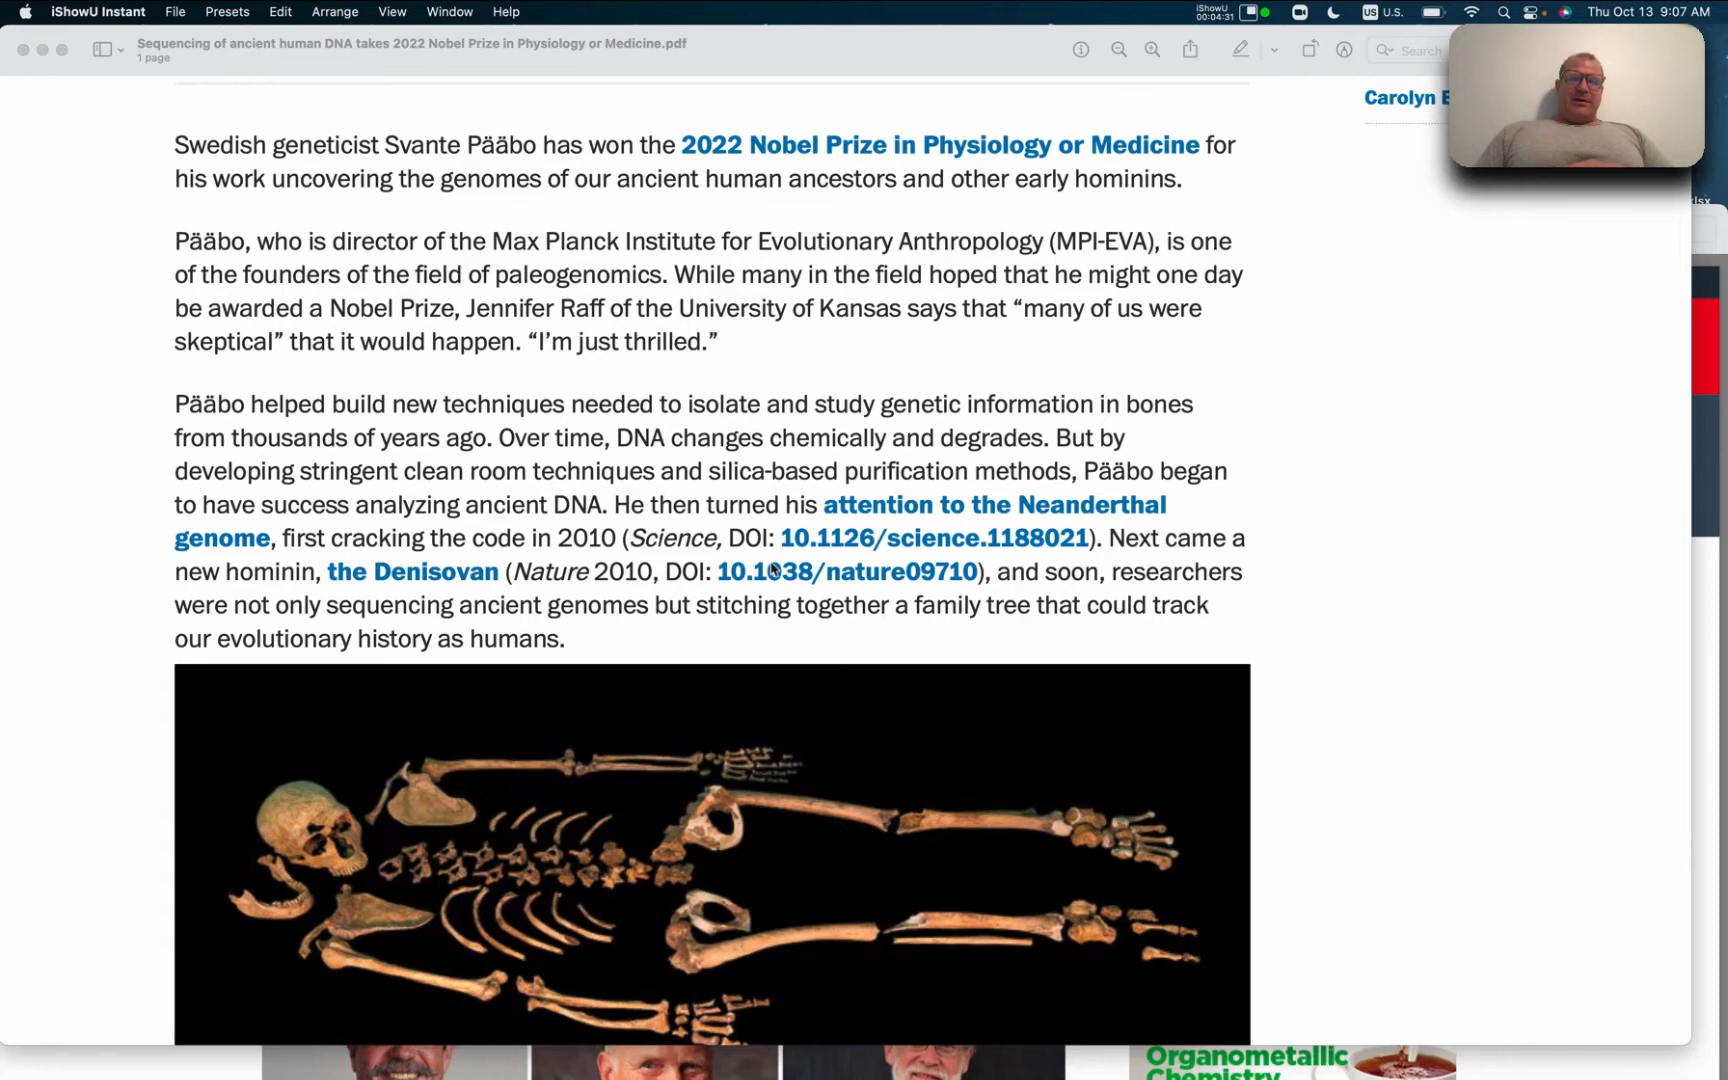 iShowU Instant File Presets Edit Arrange View Window Help iShowU 00:04:31 US U.S. Thu Oct 13 9:07 AM
Sequencing of ancient human DNA takes 2022 Nobel Prize in Physiology or Medicine.pdf
1 page
Search
Carolyn
Swedish geneticist Svante Pääbo has won the 2022 Nobel Prize in Physiology or Medicine for
his work uncovering the genomes of our ancient human ancestors and other early hominins.
Pääbo, who is director of the Max Planck Institute for Evolutionary Anthropology (MPI-EVA), is one
of the founders of the field of paleogenomics. While many in the field hoped that he might one day
be awarded a Nobel Prize, Jennifer Raff of the University of Kansas says that “many of us were
skeptical” that it would happen. “I’m just thrilled.”
Pääbo helped build new techniques needed to isolate and study genetic information in bones
from thousands of years ago. Over time, DNA changes chemically and degrades. But by
developing stringent clean room techniques and silica-based purification methods, Pääbo began
to have success analyzing ancient DNA. He then turned his attention to the Neanderthal
genome, first cracking the code in 2010 (Science, DOI: 10.1126/science.1188021). Next came a
new hominin, the Denisovan (Nature 2010, DOI: 10.1038/nature09710), and soon, researchers
were not only sequencing ancient genomes but stitching together a family tree that could track
our evolutionary history as humans.
Organometallic
Chemistry